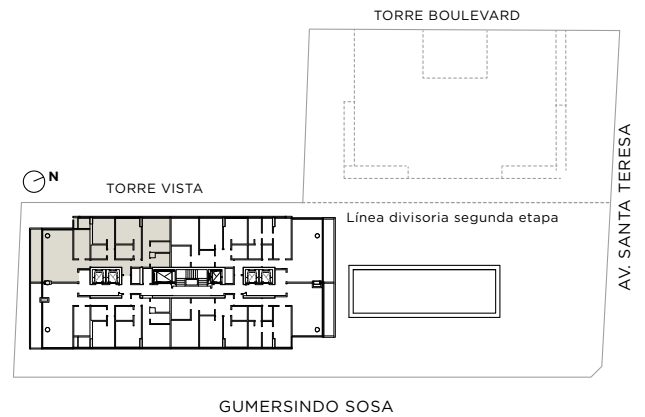 TORRE BOULEVARD
N
TORRE VISTA
Línea divisoria segunda etapa
AV. SANTA TERESA
GUMERSINDO SOSA